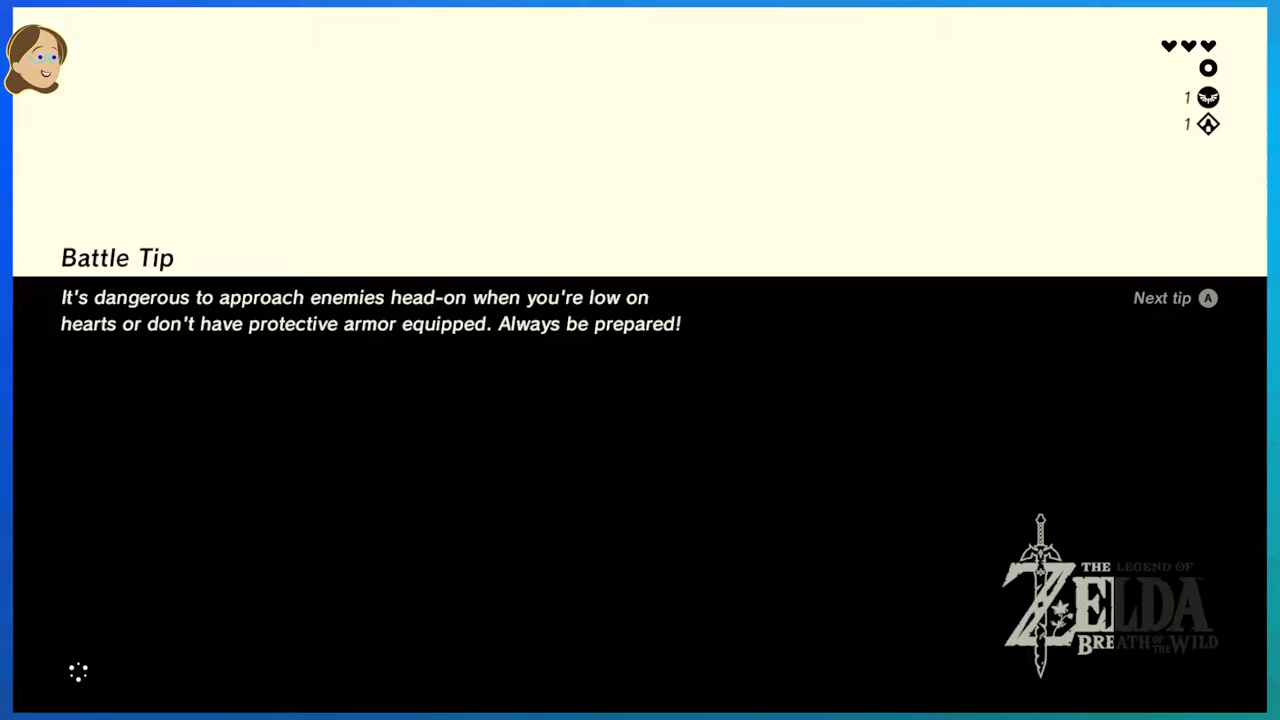 1
1
Battle Tip
It's dangerous to approach enemies head-on when you're low on
hearts or don't have protective armor equipped. Always be prepared!
Next tip A
THE LEGEND OF
ZELDA
BREATH OF THE WILD